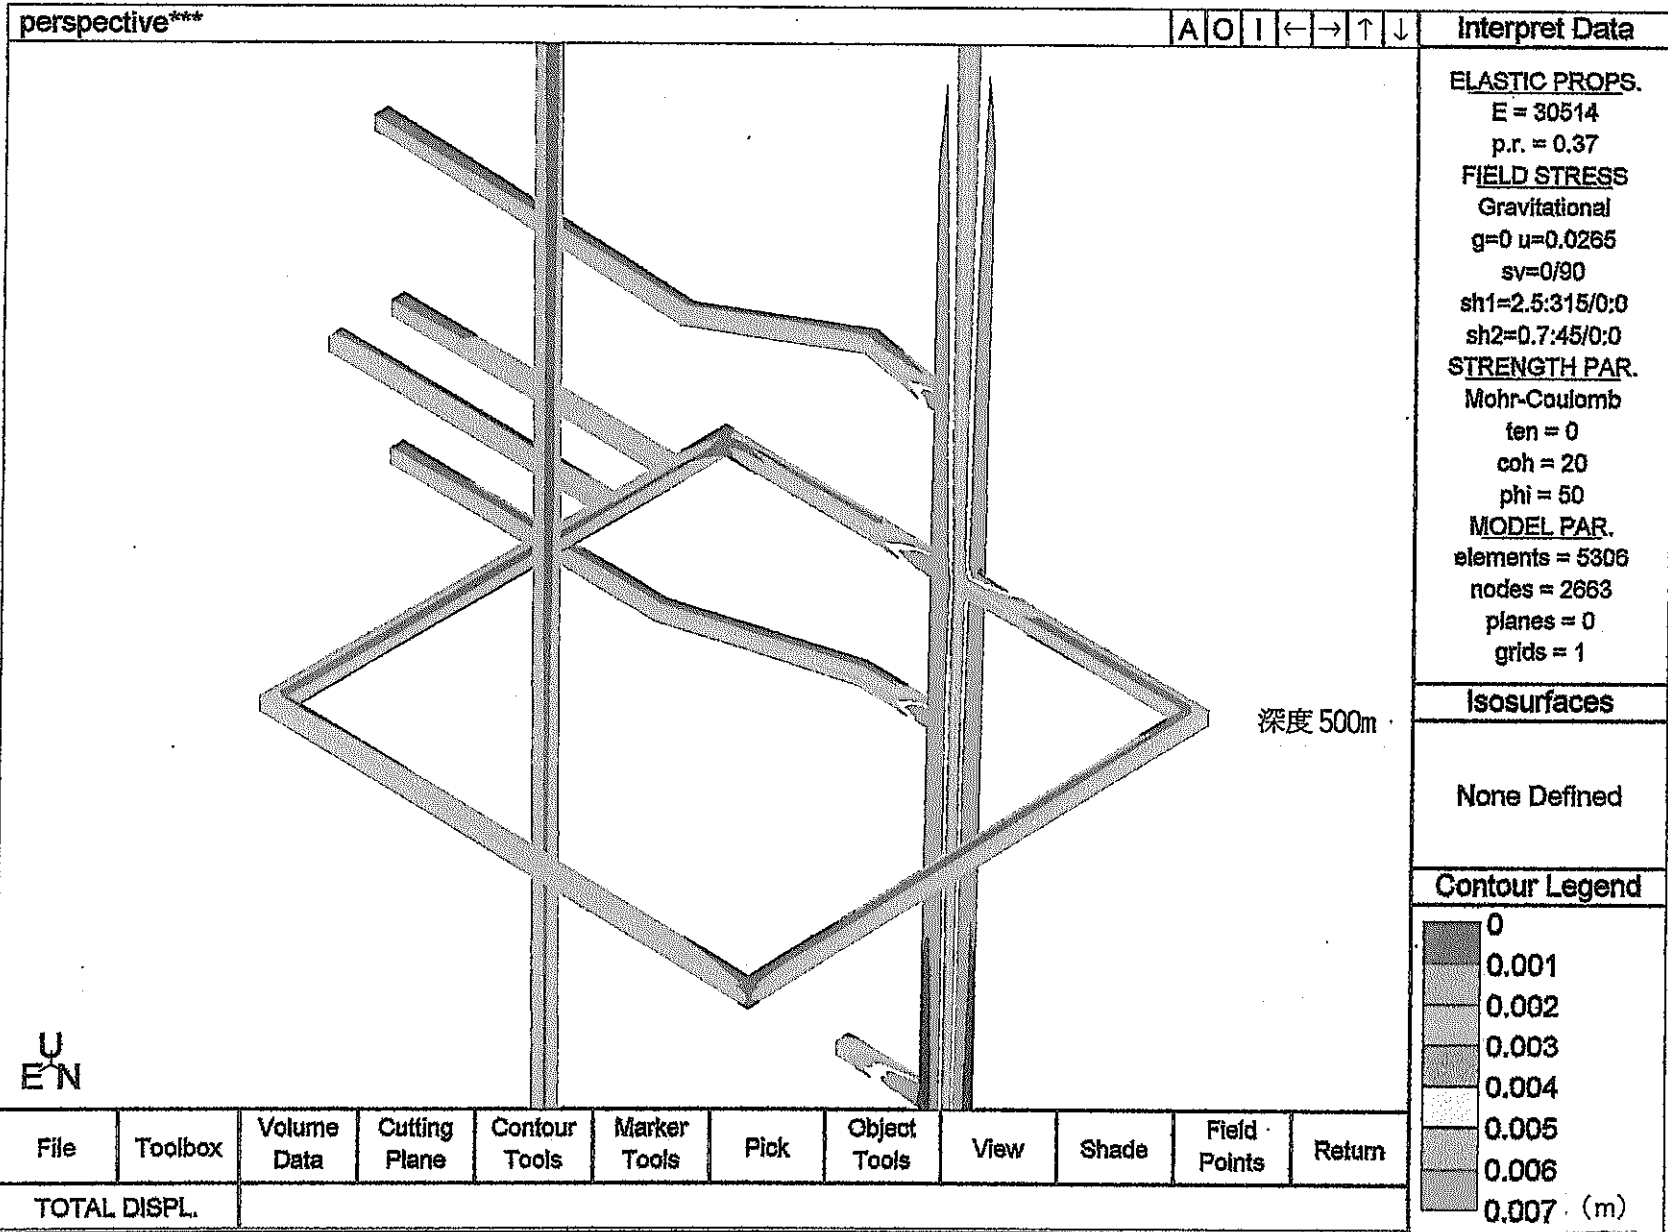 perspective***
A O I ← → ↑ ↓
Interpret Data
ELASTIC PROPS.
E = 30514
p.r. = 0.37
FIELD STRESS
Gravitational
g=0 u=0.0265
sv=0/90
sh1=2.5:315/0:0
sh2=0.7:45/0:0
STRENGTH PAR.
Mohr-Coulomb
ten = 0
coh = 20
phi = 50
MODEL PAR.
elements = 5306
nodes = 2663
planes = 0
grids = 1
Isosurfaces
None Defined
深度 500m
Contour Legend
0
0.001
0.002
0.003
0.004
0.005
0.006
0.007 (m)
U
E N
File
Toolbox
Volume
Data
Cutting
Plane
Contour
Tools
Marker
Tools
Pick
Object
Tools
View
Shade
Field
Points
Return
TOTAL DISPL.